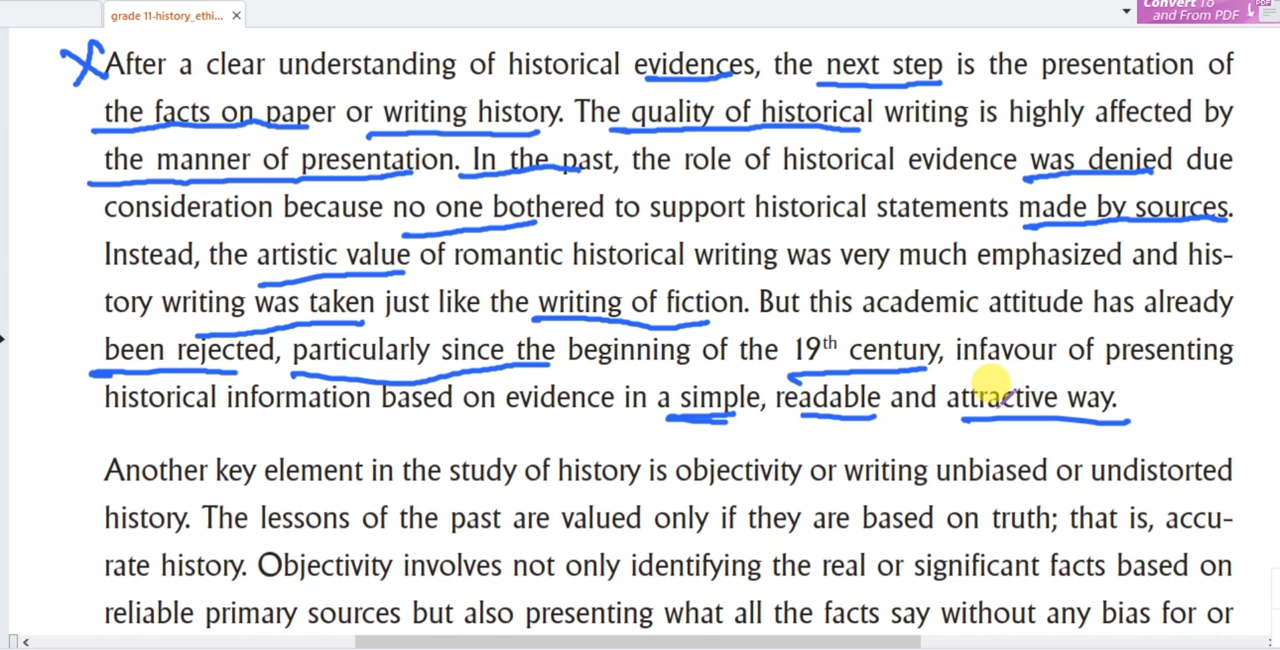 grade 11-history_ethi... ×
Convert To
and From PDF
After a clear understanding of historical evidences, the next step is the presentation of
the facts on paper or writing history. The quality of historical writing is highly affected by
the manner of presentation. In the past, the role of historical evidence was denied due
consideration because no one bothered to support historical statements made by sources.
Instead, the artistic value of romantic historical writing was very much emphasized and his-
tory writing was taken just like the writing of fiction. But this academic attitude has already
been rejected, particularly since the beginning of the 19th century, infavour of presenting
historical information based on evidence in a simple, readable and attractive way.
Another key element in the study of history is objectivity or writing unbiased or undistorted
history. The lessons of the past are valued only if they are based on truth; that is, accu-
rate history. Objectivity involves not only identifying the real or significant facts based on
reliable primary sources but also presenting what all the facts say without any bias for or